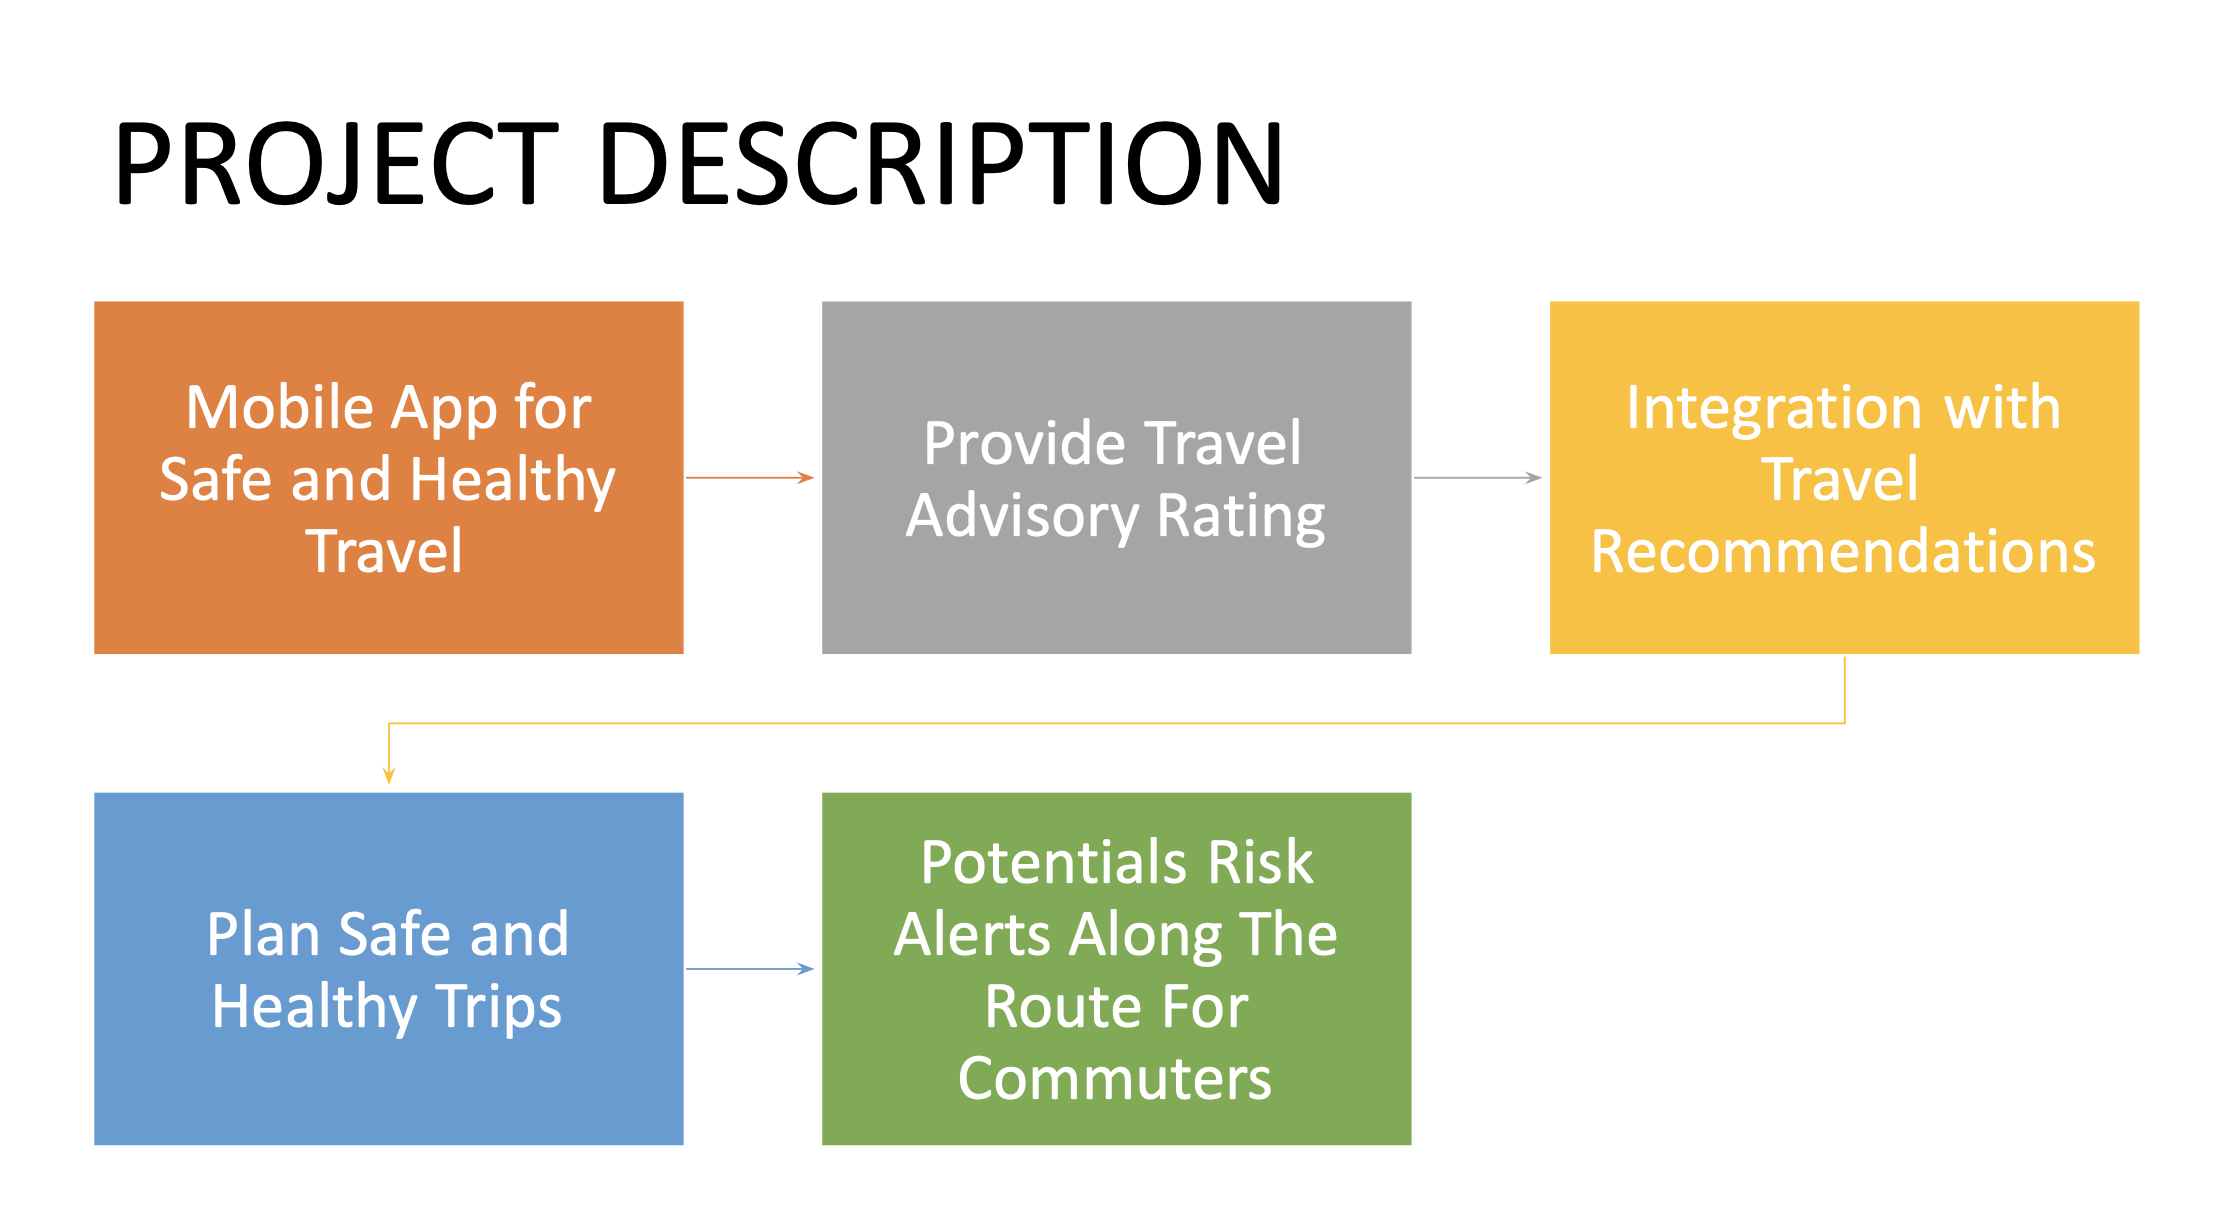 PROJECT DESCRIPTION
Mobile App for
Safe and Healthy
Travel
Provide Travel
Advisory Rating
Integration with
Travel
Recommendations
Plan Safe and
Healthy Trips
Potentials Risk
Alerts Along The
Route For
Commuters